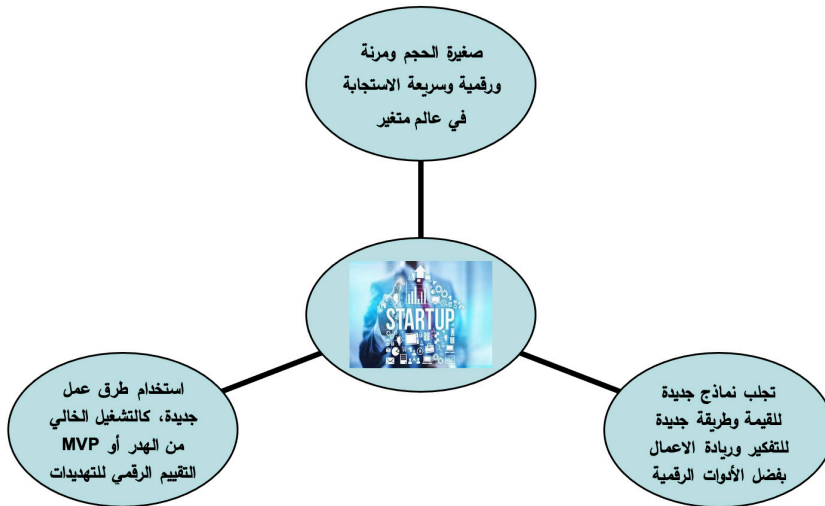 صغيرة الحجم ومرنة
ورقمية وسريعة الاستجابة
في عالم متغير
STARTUP
تجلب نماذج جديدة
للقيمة وطريقة جديدة
للتفكير وريادة الاعمال
بفضل الأدوات الرقمية
استخدام طرق عمل
جديدة، كالتشغيل الخالي
من الهدر أو MVP
التقييم الرقمي للتهديدات